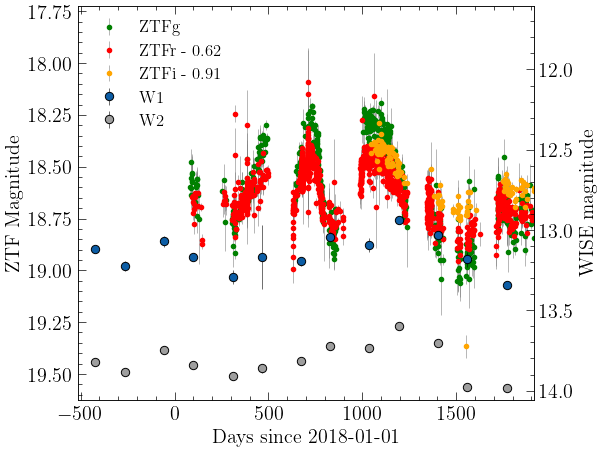 17.75
18.00
18.25
18.50
18.75
19.00
19.25
19.50
ZTF Magnitude
ZTFg
ZTFr - 0.62
ZTFi - 0.91
W1
W2
12.0
12.5
13.0
13.5
14.0
WISE magnitude
−500 0 500 1000 1500
Days since 2018-01-01